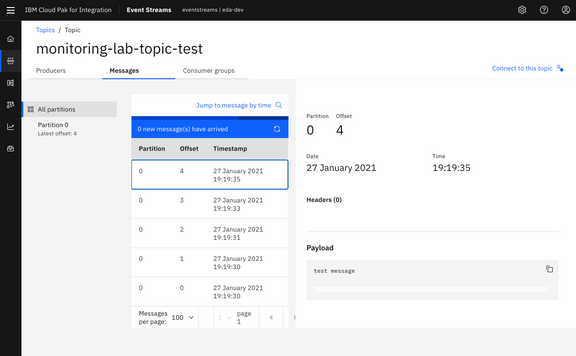 IBM Cloud Pak for Integration Event Streams eventstreams | eda-dev
Topics / Topic
monitoring-lab-topic-test
Producers Messages Consumer groups
Connect to this topic
All partitions
Partition 0
Latest offset: 4
Jump to message by time
0 new message(s) have arrived
Partition Offset Timestamp
0 4 27 January 2021
19:19:35
0 3 27 January 2021
19:19:33
0 2 27 January 2021
19:19:31
0 1 27 January 2021
19:19:30
0 0 27 January 2021
19:19:30
Messages
per page: 100 1 page
1
Partition Offset
0 4
Date Time
27 January 2021 19:19:35
Headers (0)
Payload
test message